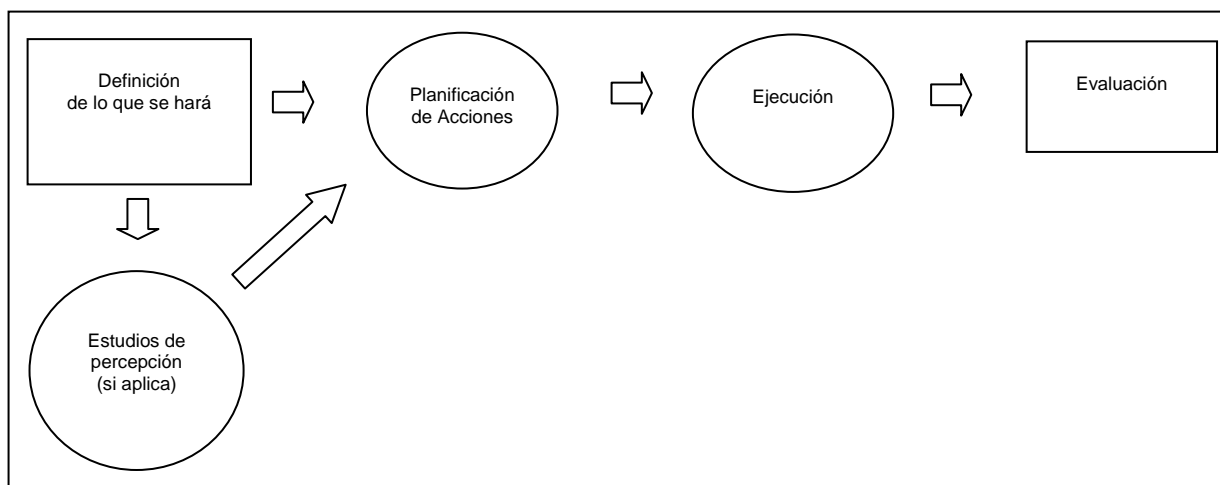 Definición
de lo que se hará
Planificación
de Acciones
Ejecución
Evaluación
Estudios de
percepción
(si aplica)